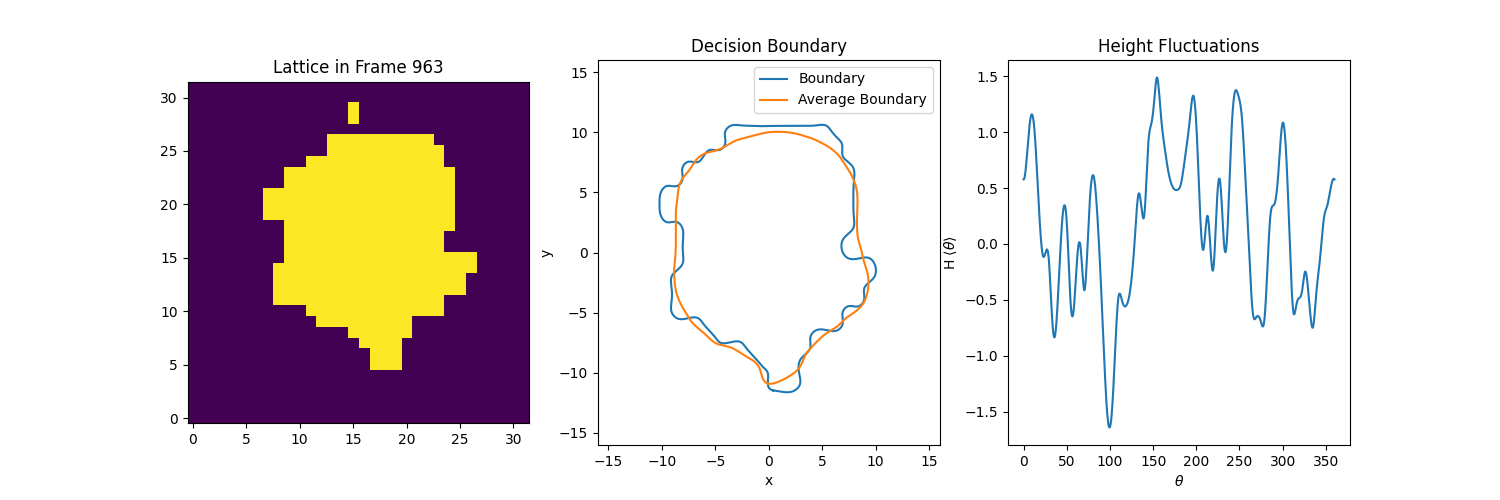 Lattice in Frame 963
30
25
20
15
10
5
0
0 5 10 15 20 25 30
Decision Boundary
Boundary
Average Boundary
15
10
5
0
−5
−10
−15
y
−15 −10 −5 0 5 10 15
x
Height Fluctuations
1.5
1.0
0.5
0.0
−0.5
−1.0
−1.5
H (θ)
0 50 100 150 200 250 300 350
θ